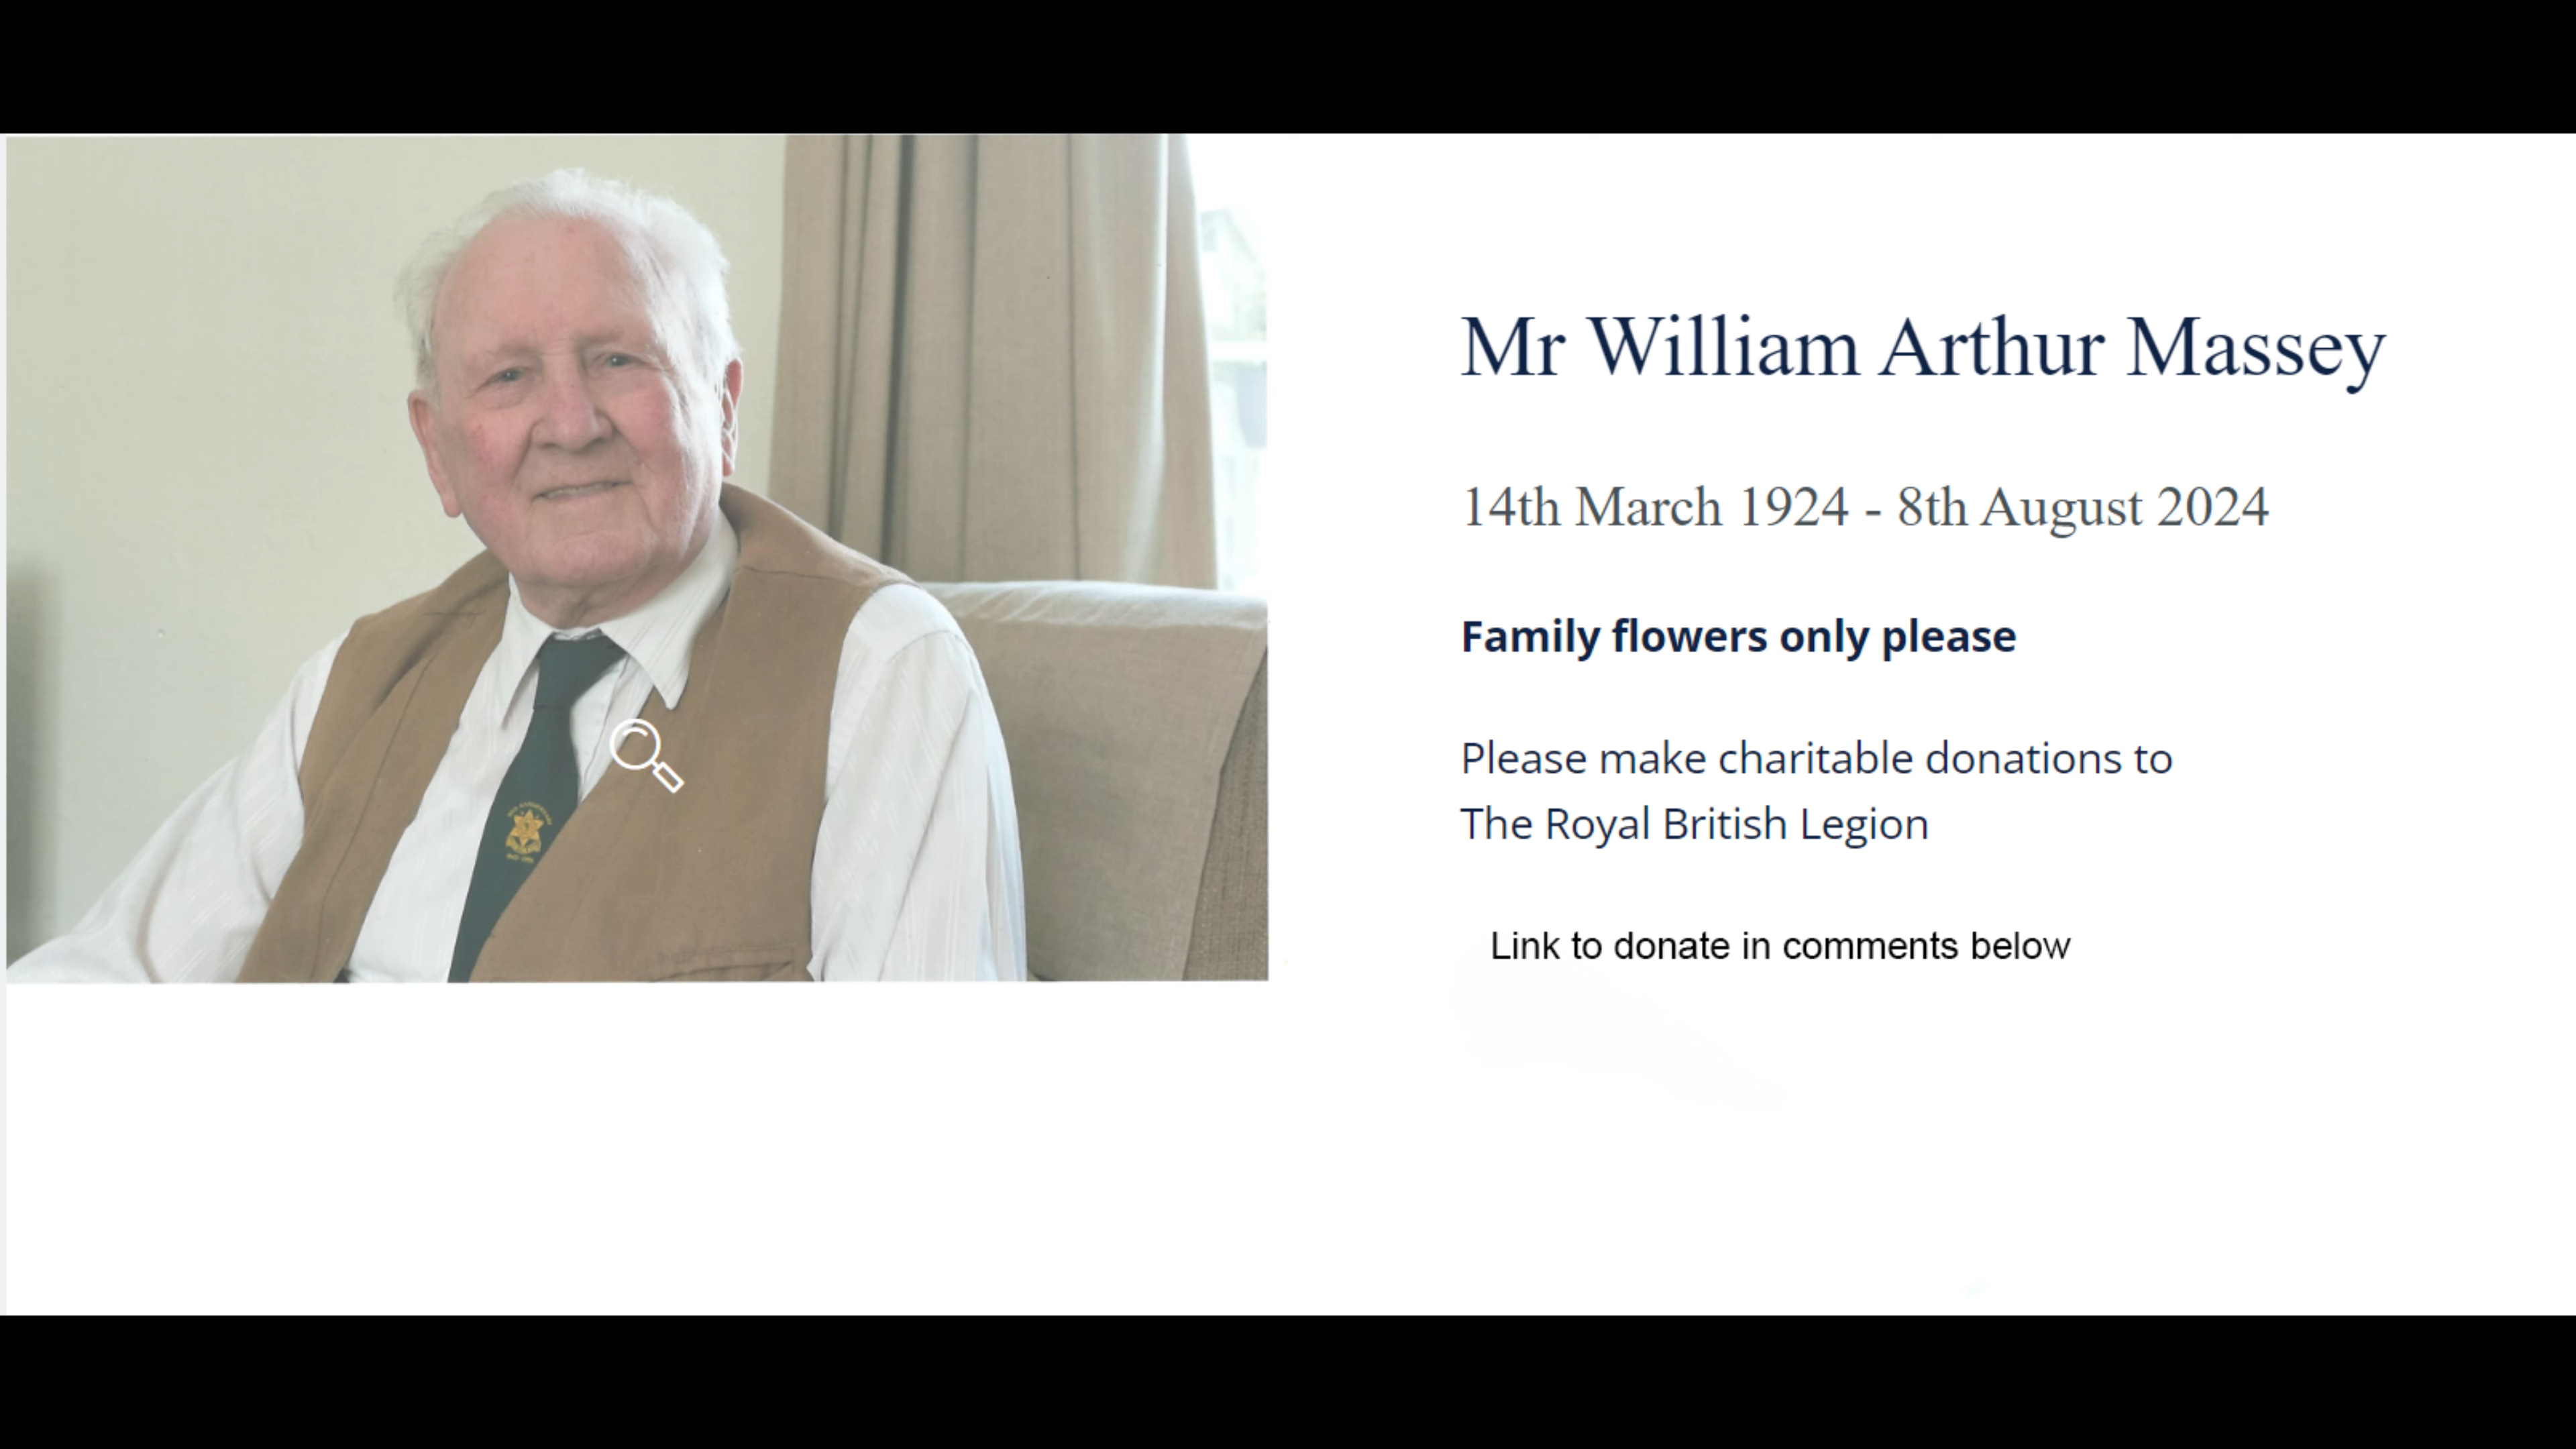 Mr William Arthur Massey
14th March 1924 - 8th August 2024
Family flowers only please
Please make charitable donations to
The Royal British Legion
Link to donate in comments below